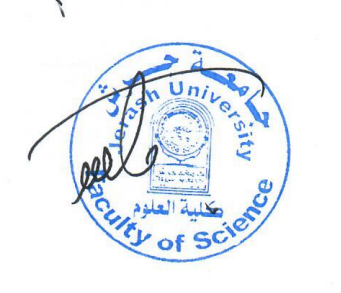 جامعة جرش
Jerash University
كلية العلوم
Faculty of Science